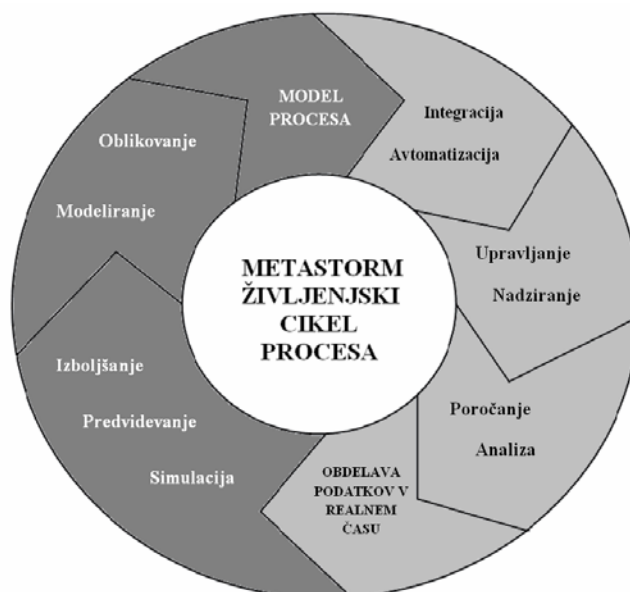 MODEL
PROCESA
Integracija
Avtomatizacija
Upravljanje
Nadziranje
Poročanje
Analiza
OBDELAVA
PODATKOV V
REALNEM
ČASU
Simulacija
Predvidevanje
Izboljšanje
Modeliranje
Oblikovanje
METASTORM
ŽIVLJENJSKI
CIKEL
PROCESA